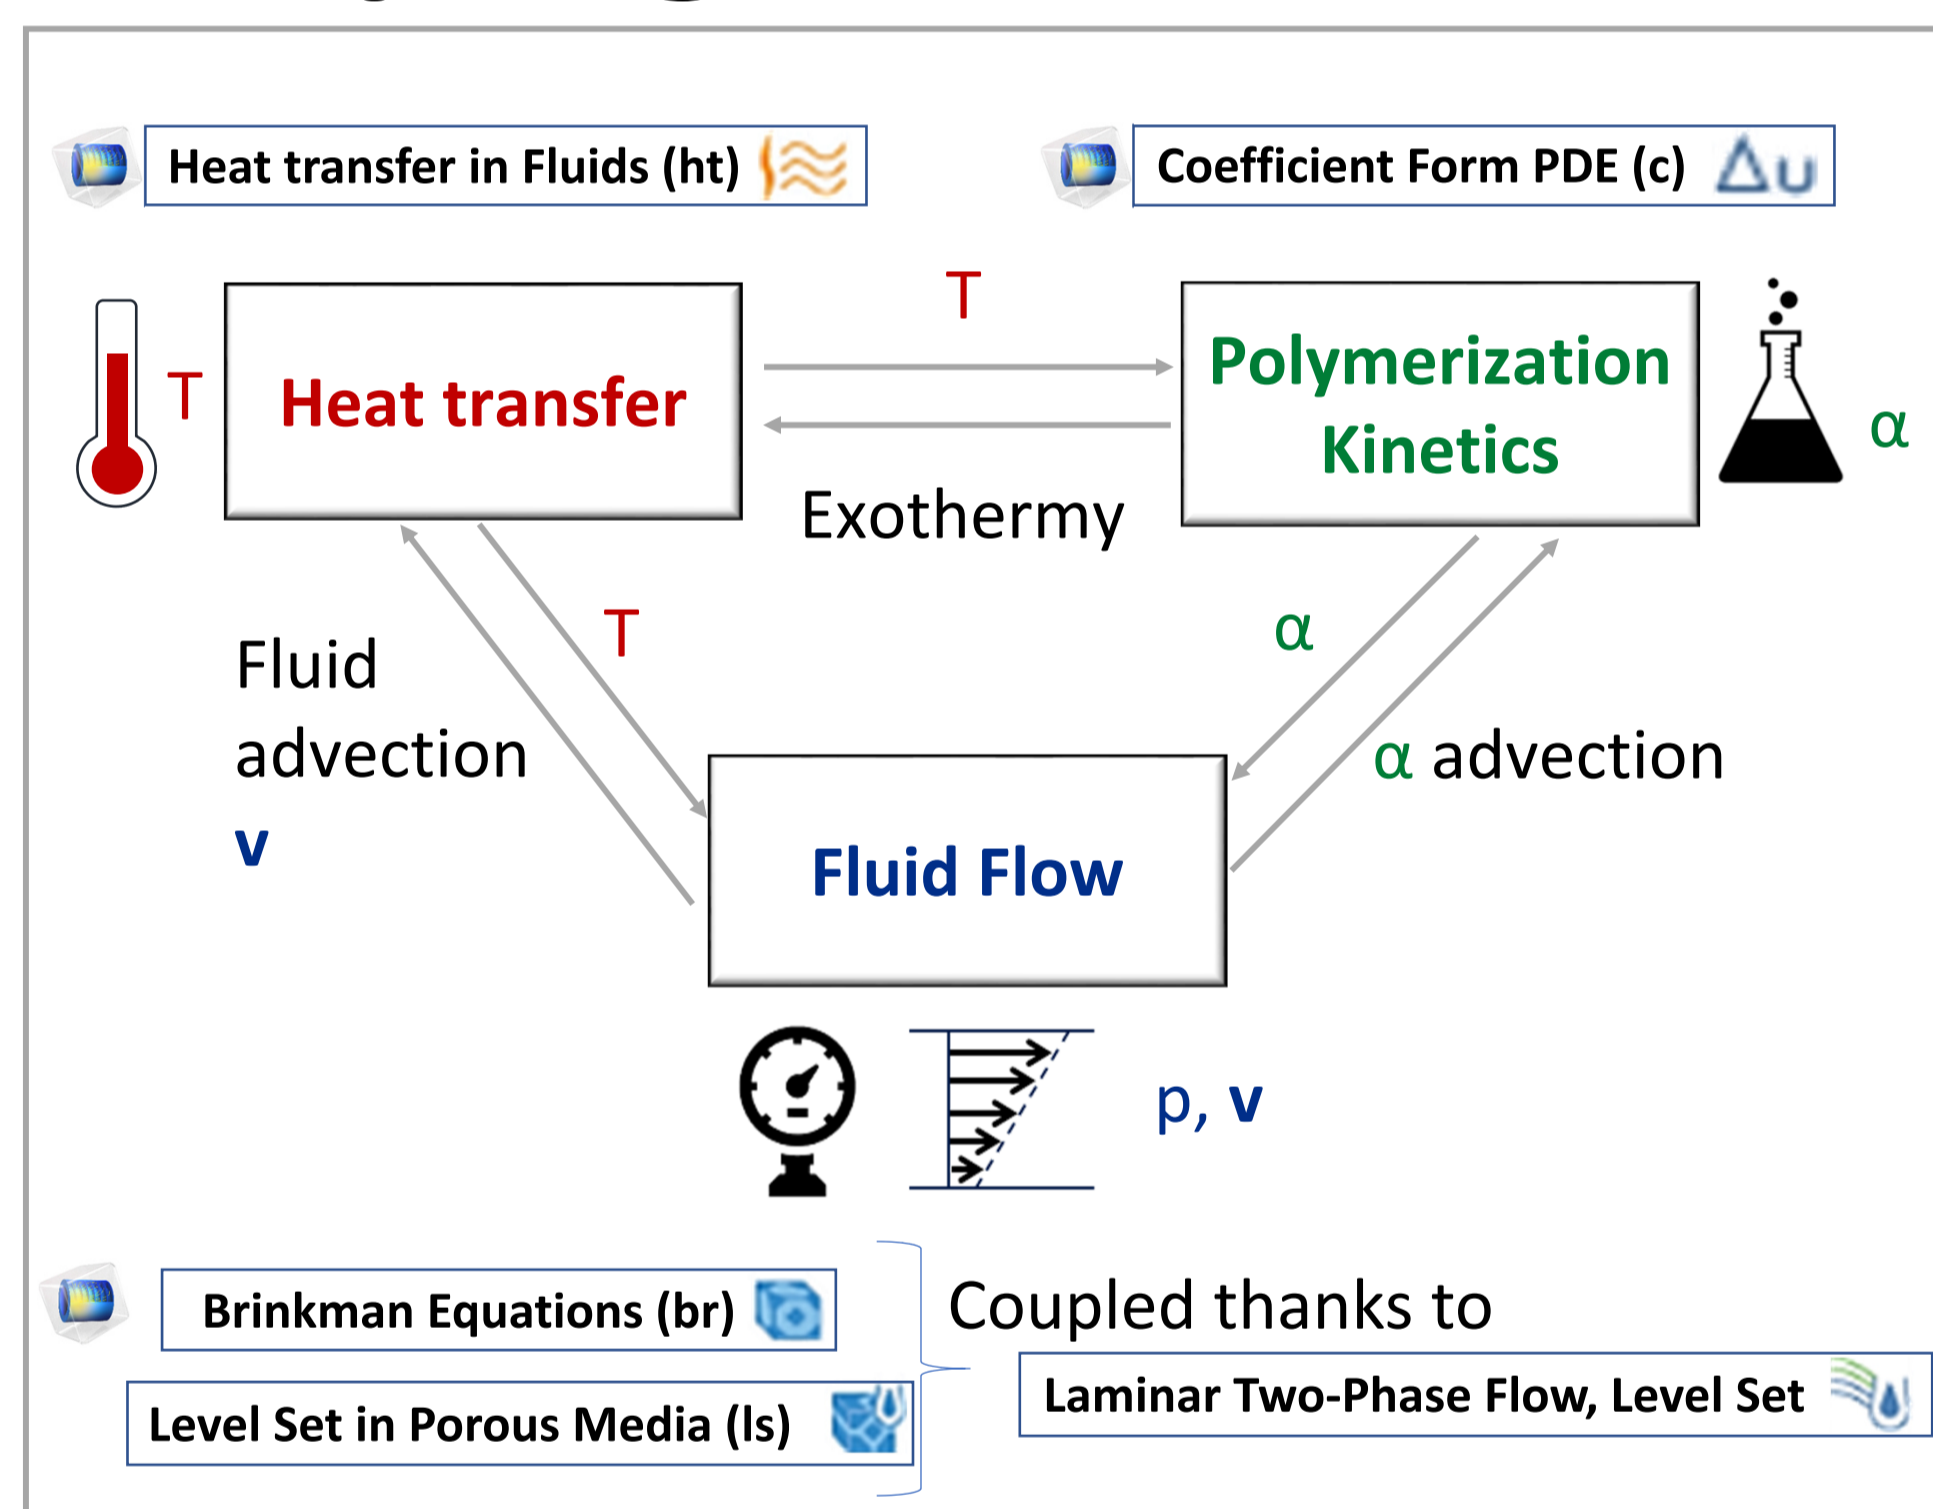 Heat transfer in Fluids (ht)
Coefficient Form PDE (c) Δu
T
T
Heat transfer
Polymerization
Kinetics
α
Exothermy
T
α
Fluid
advection
v
α advection
Fluid Flow
p, v
Brinkman Equations (br)
Coupled thanks to
Level Set in Porous Media (ls)
Laminar Two-Phase Flow, Level Set